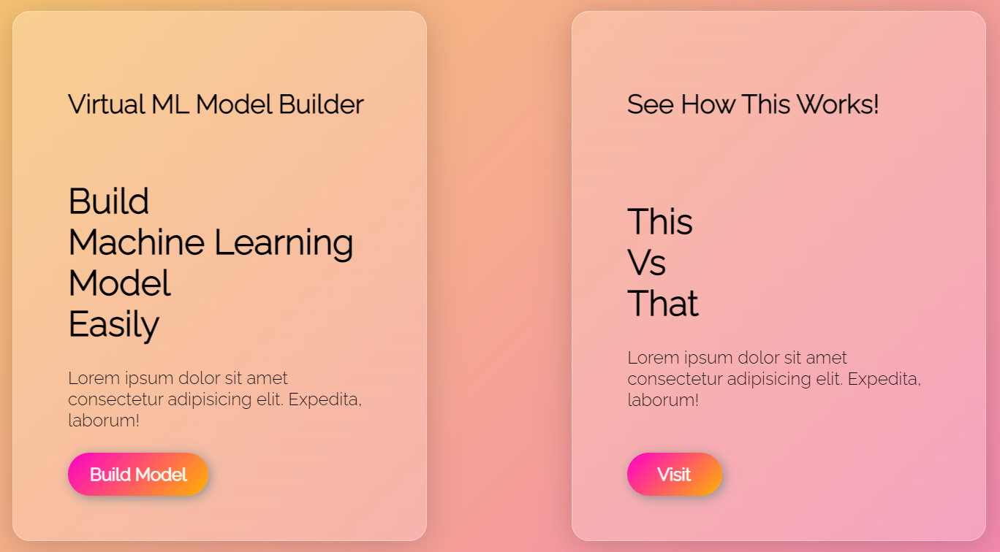 Virtual ML Model Builder
Build
Machine Learning
Model
Easily
Lorem ipsum dolor sit amet
consectetur adipisicing elit. Expedita,
laborum!
Build Model
See How This Works!
This
Vs
That
Lorem ipsum dolor sit amet
consectetur adipisicing elit. Expedita,
laborum!
Visit